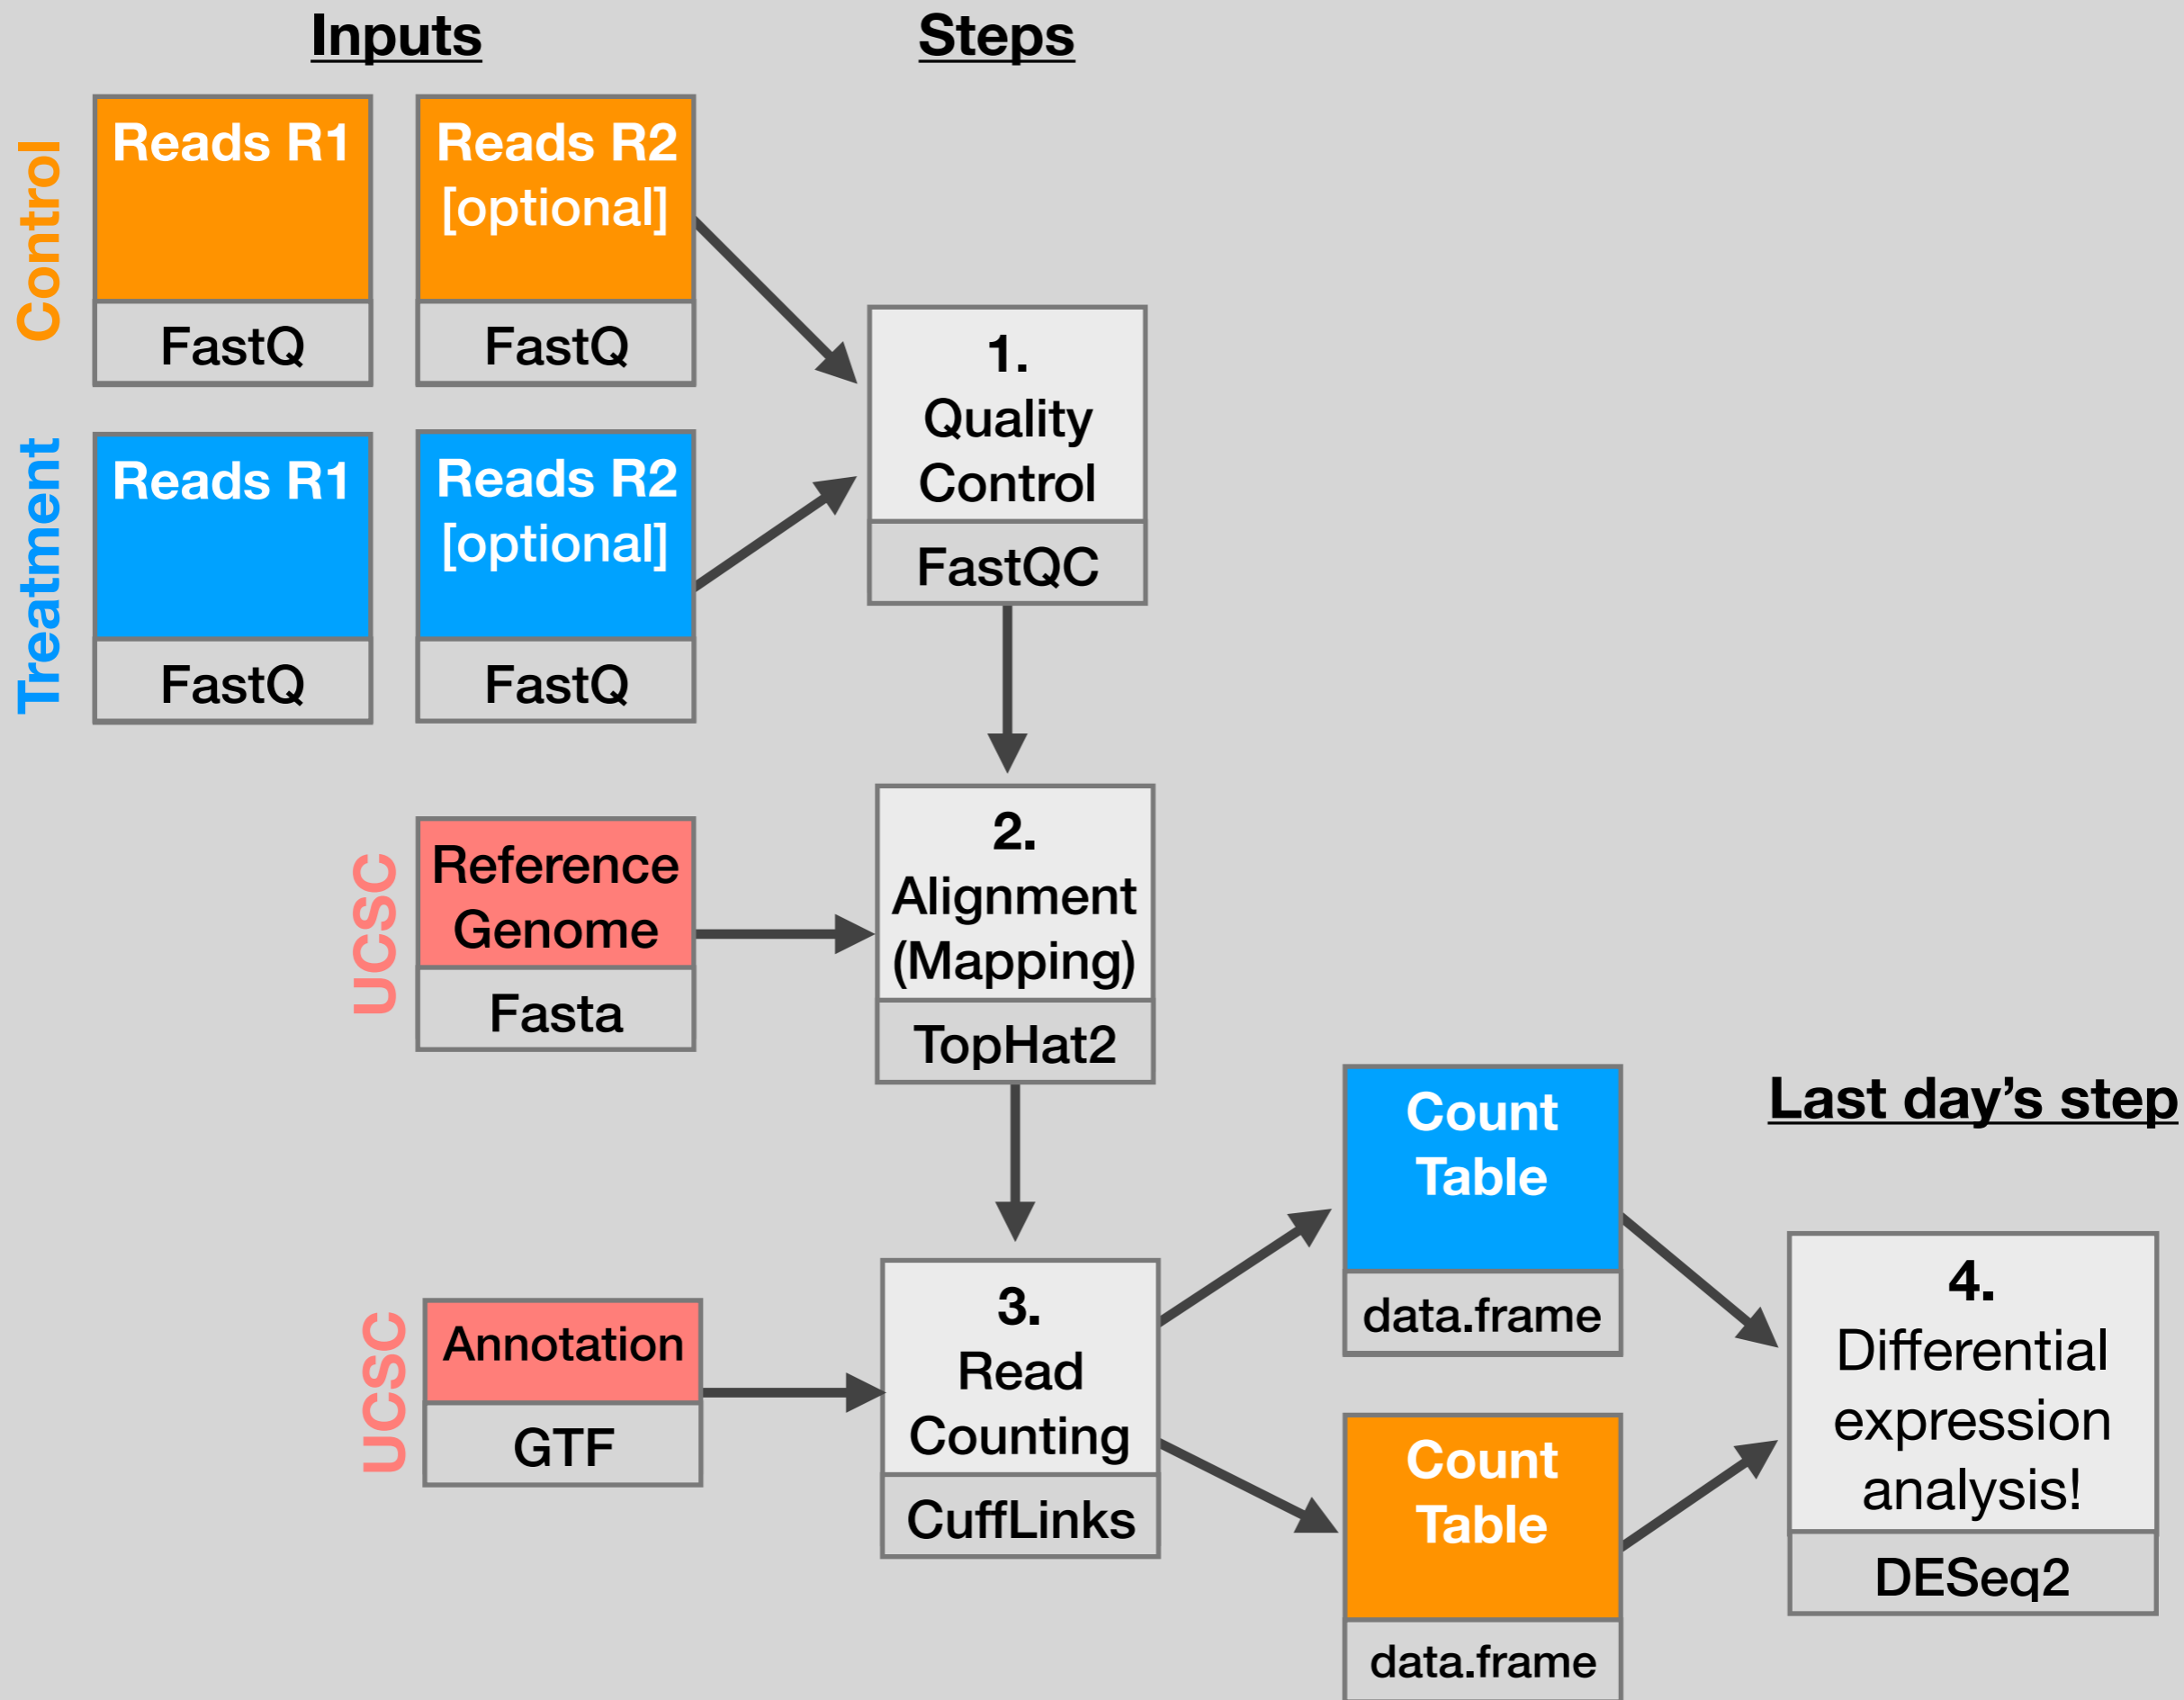 Inputs
Steps
Control
Reads R1
FastQ
Reads R2
[optional]
FastQ
Treatment
Reads R1
FastQ
Reads R2
[optional]
FastQ
1.
Quality
Control
FastQC
UCSC
Reference
Genome
Fasta
2.
Alignment
(Mapping)
TopHat2
UCSC
Annotation
GTF
3.
Read
Counting
CuffLinks
Count
Table
data.frame
Count
Table
data.frame
Last day’s step
4.
Differential
expression
analysis!
DESeq2